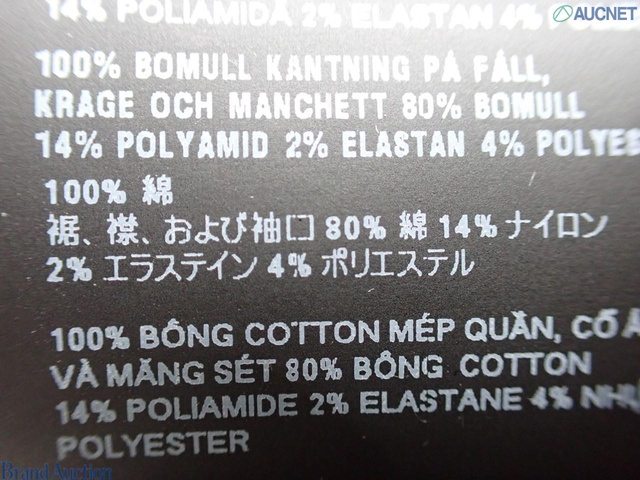 14% POLIAMIDA 2% ELASTAN 4%
AUCNET
100% BOMULL KANTNING PÅ FÅLL,
KRAGE OCH MANCHETT 80% BOMULL
14% POLYAMID 2% ELASTAN 4% POLYES
100% 綿
裾、襟、および袖口 80% 綿 14% ナイロン
2% エラステイン 4% ポリエステル
100% BÔNG COTTON MÉP QUẦN, CỔ A
VÀ MĂNG SÉT 80% BÔNG COTTON
14% POLIAMIDE 2% ELASTANE 4% NHỰ
POLYESTER
Brand Auction